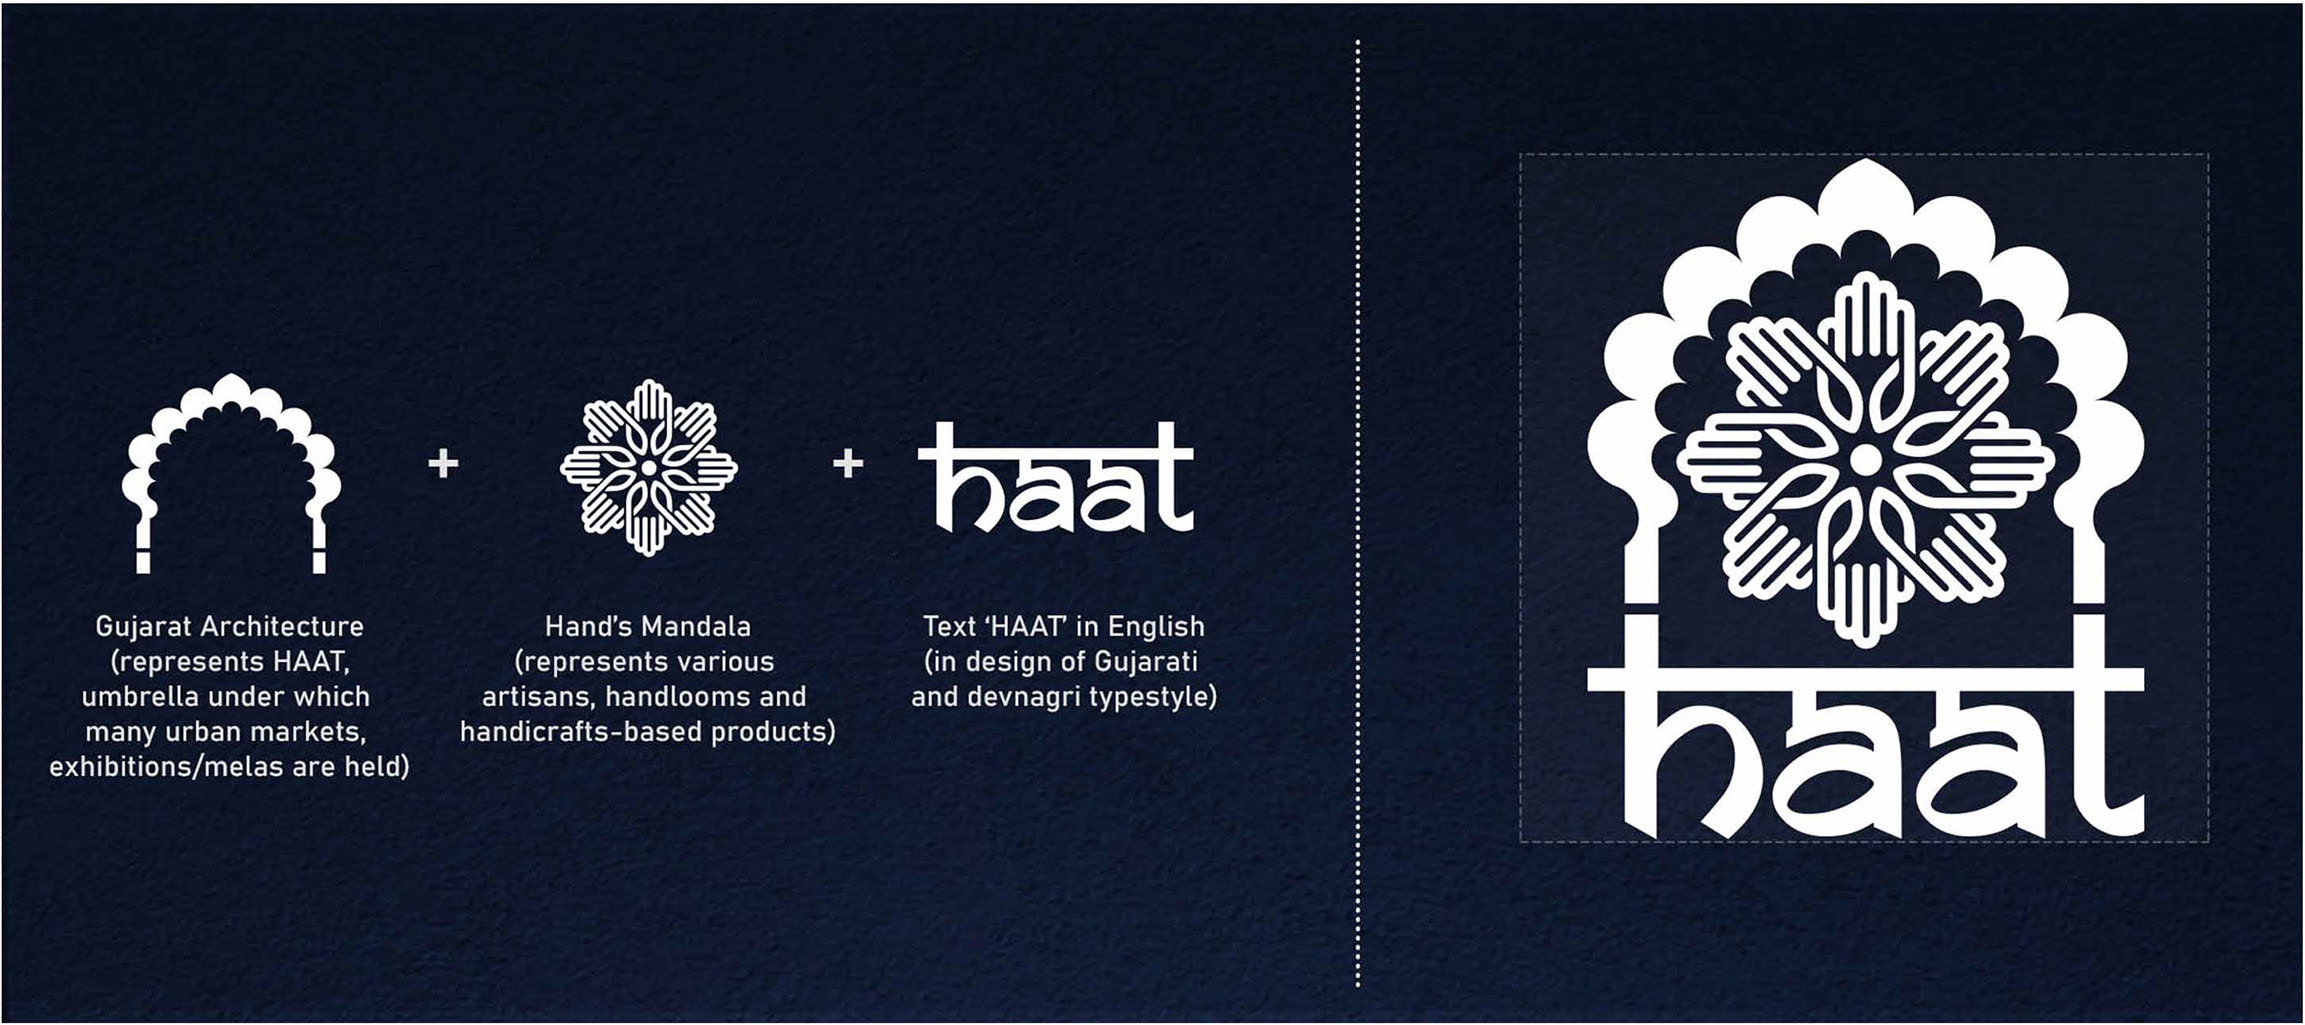 +
+
haat
Gujarat Architecture
(represents HAAT,
umbrella under which
many urban markets,
exhibitions/melas are held)
Hand’s Mandala
(represents various
artisans, handlooms and
handicrafts-based products)
Text ‘HAAT’ in English
(in design of Gujarati
and devnagri typestyle)
haat